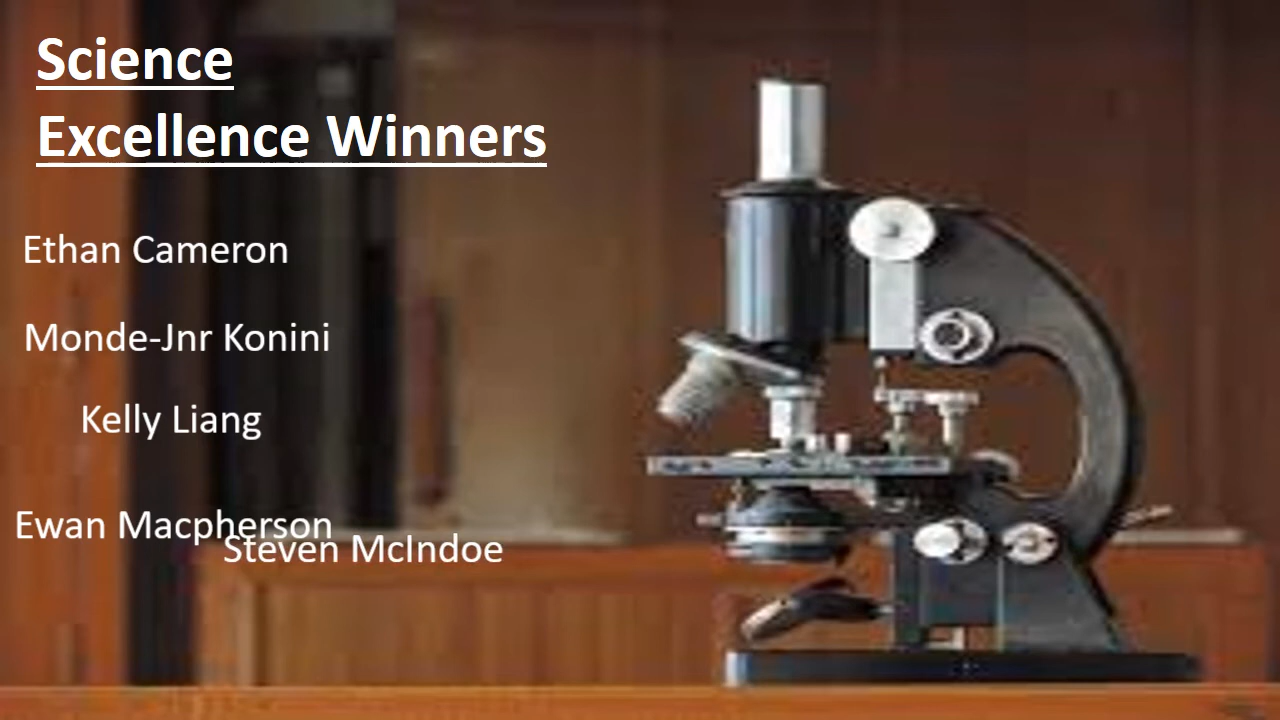 Science
Excellence Winners
Ethan Cameron
Monde-Jnr Konini
Kelly Liang
Ewan Macpherson
Steven McIndoe